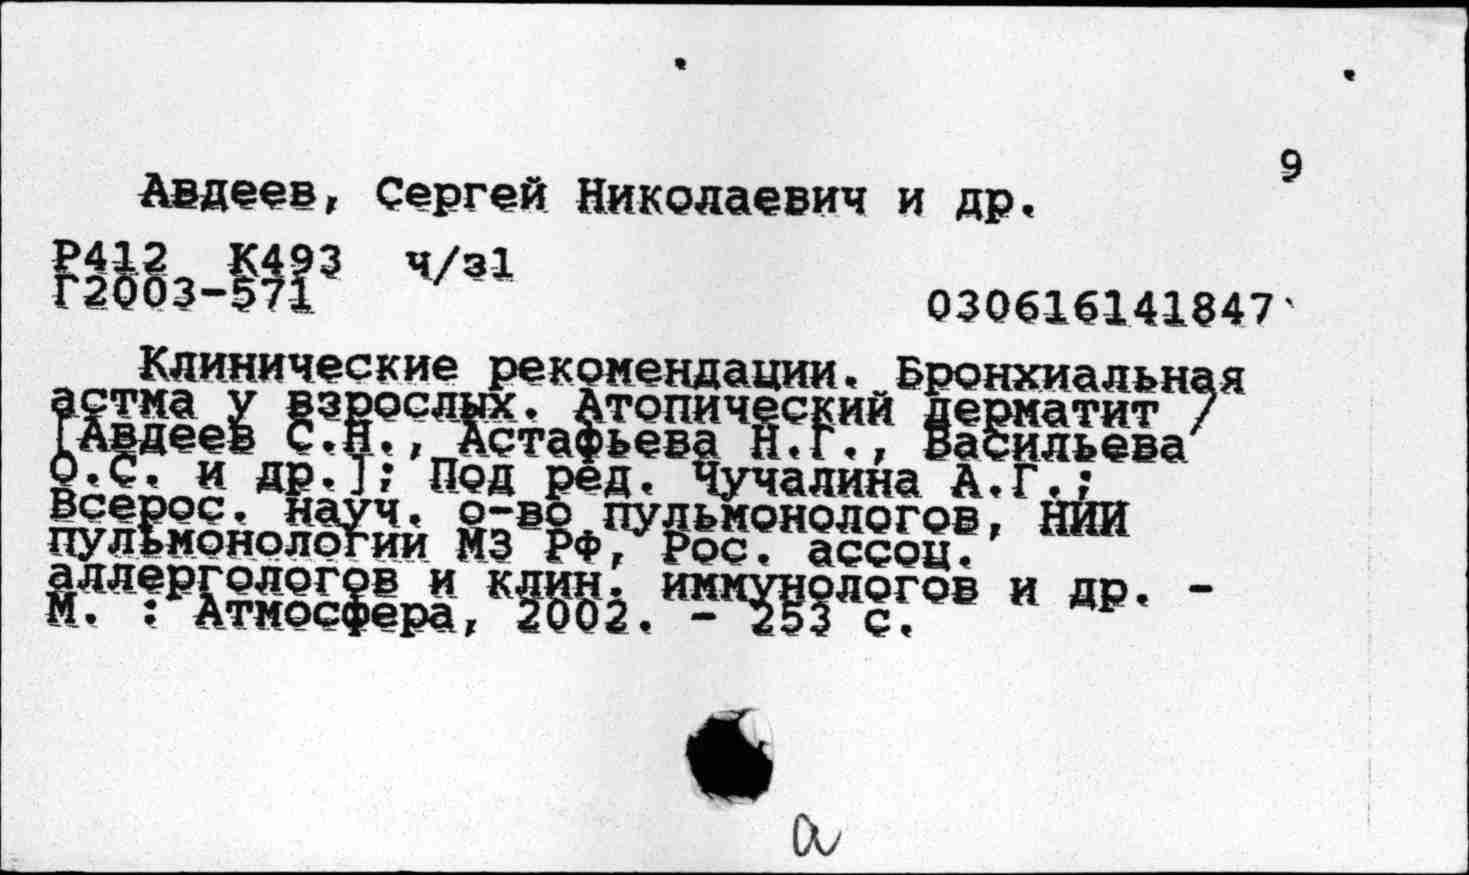 9
Авдеев, Сергей Николаевич и др.
Р412 К493 ч/з1
Г2003-571
030616141847
Клинические рекомендации. Бронхиальная
астма у взрослых. Атопический дерматит /
[Авдеев С.Н., Астафьева Н.Г., Васильева
О.С. и др.]; Под ред. Чучалина А.Г.;
Всерос. науч. о-во пульмонологов, НИИ
пульмонологии МЗ РФ, Рос. ассоц.
аллергологов и клин. иммунологов и др. -
М. : Атмосфера, 2002. - 253 с.
а